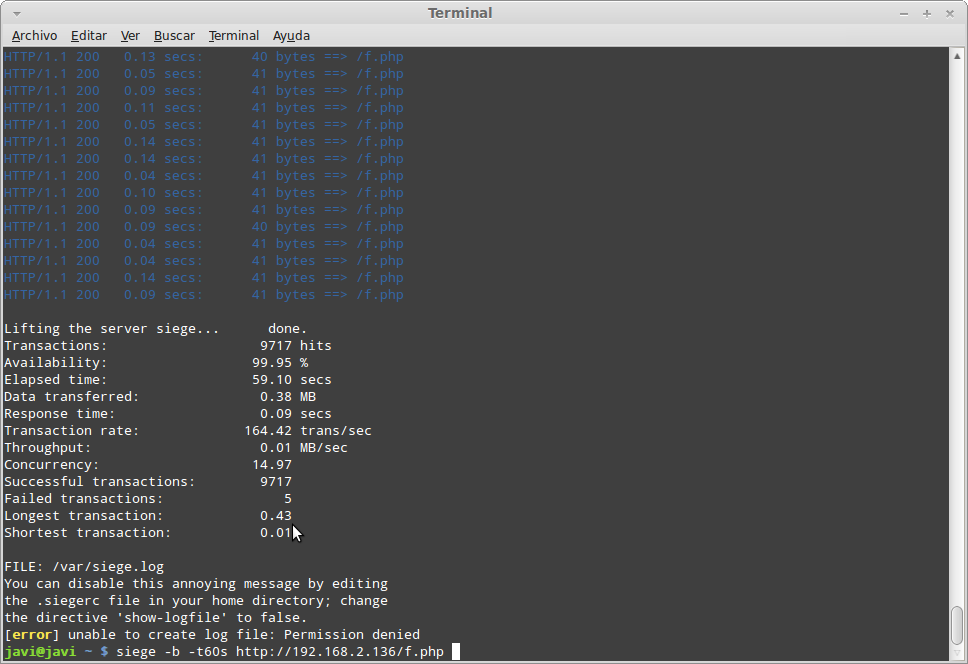 Terminal
Archivo Editar Ver Buscar Terminal Ayuda
HTTP/1.1 200   0.13 secs:      40 bytes ==> /f.php
HTTP/1.1 200   0.05 secs:      41 bytes ==> /f.php
HTTP/1.1 200   0.09 secs:      41 bytes ==> /f.php
HTTP/1.1 200   0.11 secs:      41 bytes ==> /f.php
HTTP/1.1 200   0.05 secs:      41 bytes ==> /f.php
HTTP/1.1 200   0.14 secs:      41 bytes ==> /f.php
HTTP/1.1 200   0.14 secs:      41 bytes ==> /f.php
HTTP/1.1 200   0.04 secs:      41 bytes ==> /f.php
HTTP/1.1 200   0.10 secs:      41 bytes ==> /f.php
HTTP/1.1 200   0.09 secs:      41 bytes ==> /f.php
HTTP/1.1 200   0.09 secs:      40 bytes ==> /f.php
HTTP/1.1 200   0.04 secs:      41 bytes ==> /f.php
HTTP/1.1 200   0.04 secs:      41 bytes ==> /f.php
HTTP/1.1 200   0.14 secs:      41 bytes ==> /f.php
HTTP/1.1 200   0.09 secs:      41 bytes ==> /f.php
Lifting the server siege...      done.
Transactions:                   9717 hits
Availability:                  99.95 %
Elapsed time:                  59.10 secs
Data transferred:               0.38 MB
Response time:                  0.09 secs
Transaction rate:             164.42 trans/sec
Throughput:                     0.01 MB/sec
Concurrency:                   14.97
Successful transactions:        9717
Failed transactions:               5
Longest transaction:            0.43
Shortest transaction:           0.01
FILE: /var/siege.log
You can disable this annoying message by editing
the .siegerc file in your home directory; change
the directive 'show-logfile' to false.
[error] unable to create log file: Permission denied
javi@javi ~ $ siege -b -t60s http://192.168.2.136/f.php